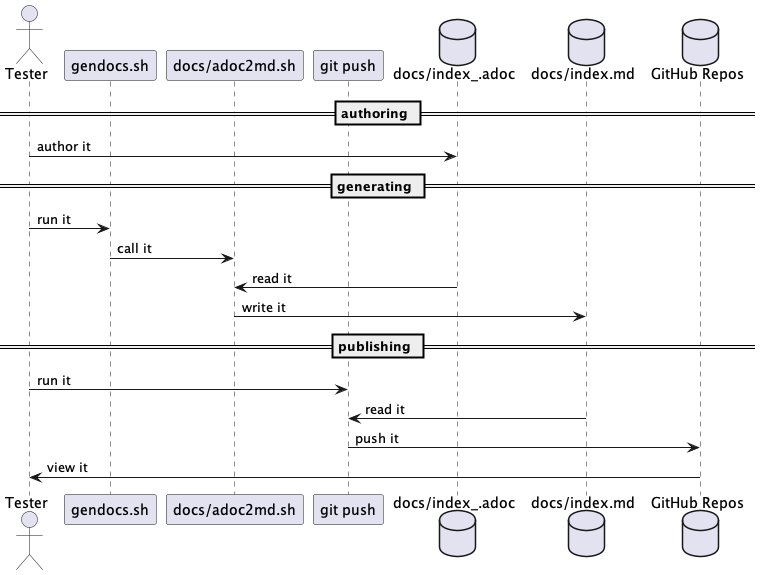 Tester
gendocs.sh
docs/adoc2md.sh
git push
docs/index_.adoc
docs/index.md
GitHub Repos
authoring
author it
generating
run it
call it
read it
write it
publishing
run it
read it
push it
view it
Tester
gendocs.sh
docs/adoc2md.sh
git push
docs/index_.adoc
docs/index.md
GitHub Repos